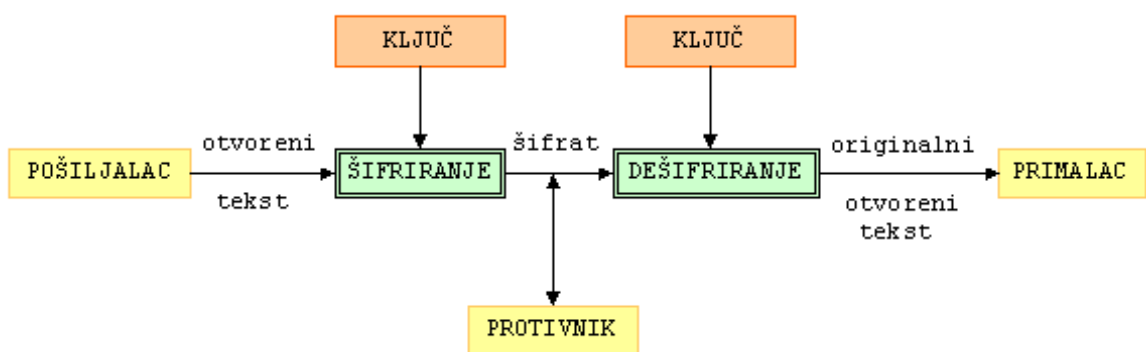 KLJUČ
KLJUČ
otvoreni
šifrat
originalni
POŠILJALAC
ŠIFRIRANJE
DEŠIFRIRANJE
PRIMALAC
tekst
otvoreni
tekst
PROTIVNIK